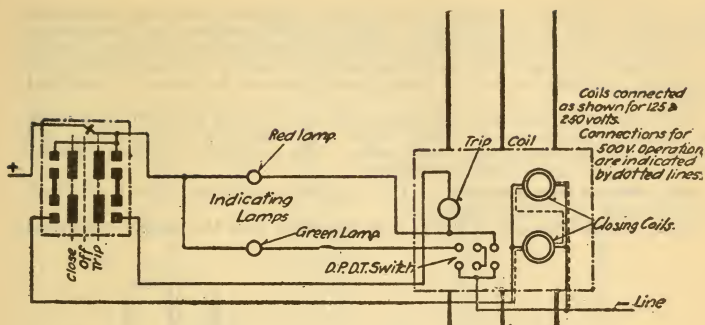 Coils connected
as shown for 125 &
250 volts.
Connections for
500 V. Operation,
are indicated
by dotted lines.
Red lamp.
Trip Coil
+
Indicating
Lamps
Closing Coils.
Green Lamp
D.P.D.T. Switch
Close
Off
Trip
Line